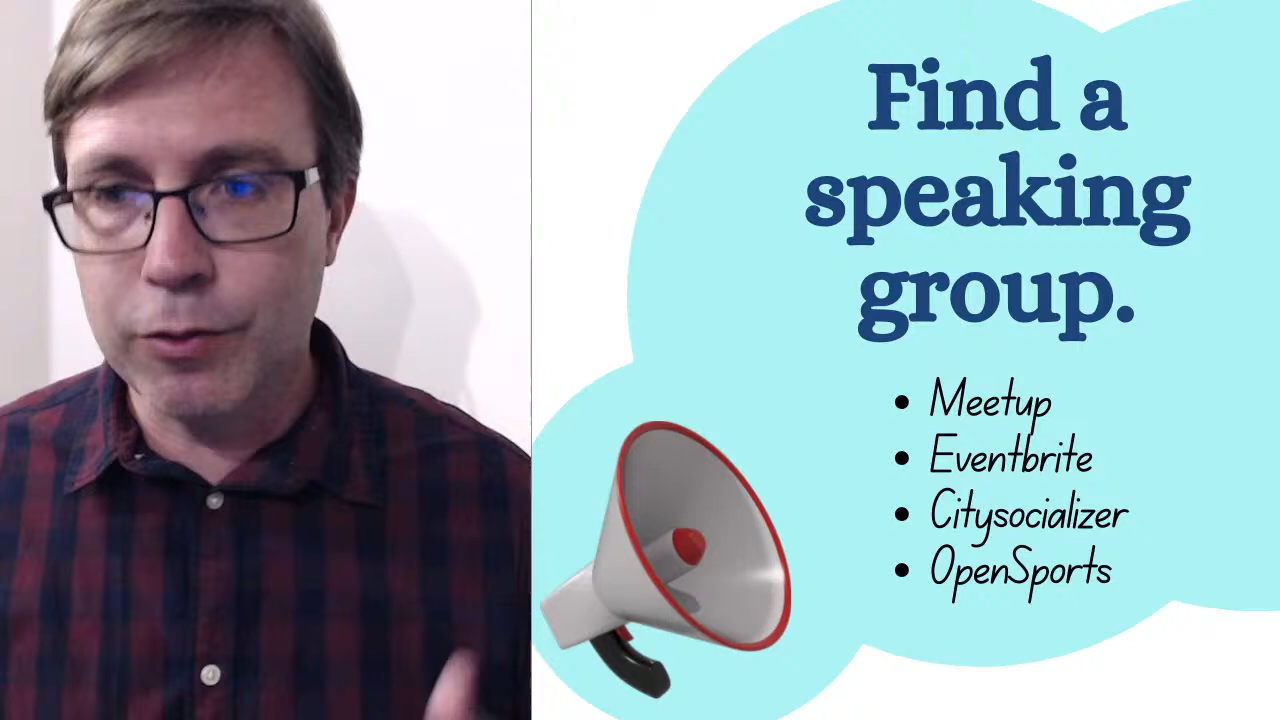 Find a
speaking
group.
Meetup
Eventbrite
Citysocializer
OpenSports